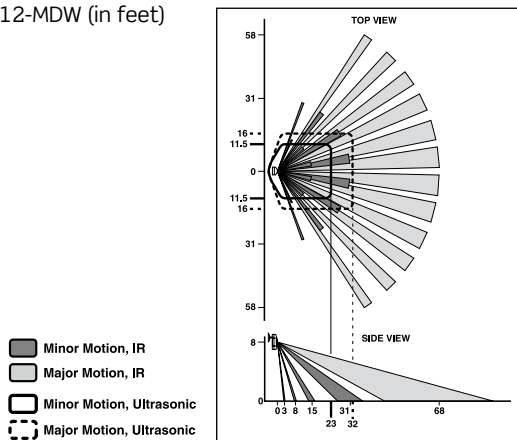 12-MDW (in feet)
TOP VIEW
58
31
16
11.5
0
11.5
16
31
58
SIDE VIEW
8
0
0 3 8 15 31 68
23 32
Minor Motion, IR
Major Motion, IR
Minor Motion, Ultrasonic
Major Motion, Ultrasonic